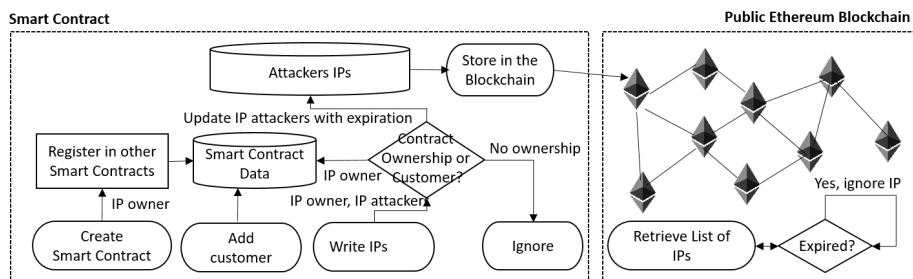 Smart Contract
Public Ethereum Blockchain
Attackers IPs
Store in the
Blockchain
Update IP attackers with expiration
Register in other
Smart Contracts
Smart Contract
Data
Contract
Ownership or
Customer?
No ownership
IP owner
IP owner
IP owner, IP attacker
Create
Smart Contract
Add
customer
Write IPs
Ignore
Yes, ignore IP
Retrieve List of
IPs
Expired?